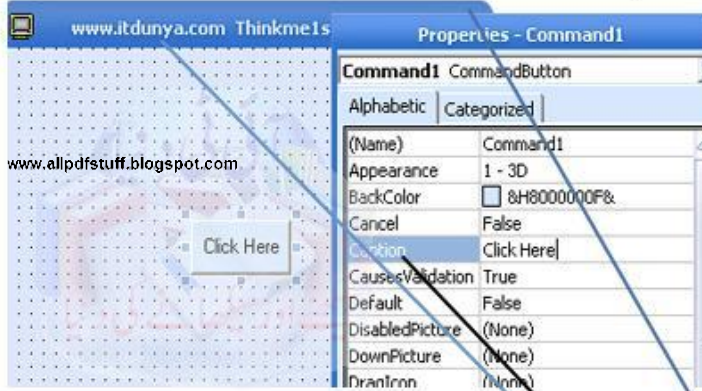 www.itdunya.com Thinkme1s
Properties - Command1
Command1 CommandButton
Alphabetic Categorized
(Name) Command1
Appearance 1 - 3D
BackColor &H8000000F&
Cancel False
Caption Click Here
CausesValidation True
Default False
DisabledPicture (None)
DownPicture (None)
DragIcon (None)
www.allpdfstuff.blogspot.com
Click Here